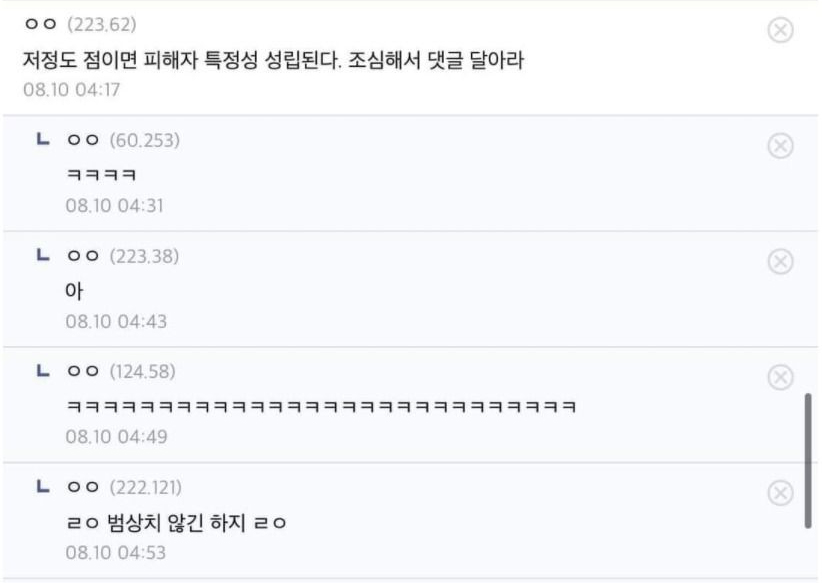 ㅇㅇ (223.62)
저정도 점이면 피해자 특정성 성립된다. 조심해서 댓글 달아라
08.10 04:17
ㄴ ㅇㅇ (60.253)
ㅋㅋㅋㅋ
08.10 04:31
ㄴ ㅇㅇ (223.38)
아
08.10 04:43
ㄴ ㅇㅇ (124.58)
ㅋㅋㅋㅋㅋㅋㅋㅋㅋㅋㅋㅋㅋㅋㅋㅋㅋㅋㅋㅋㅋㅋㅋㅋㅋㅋㅋㅋ
08.10 04:49
ㄴ ㅇㅇ (222.121)
ㄹㅇ 범상치 않긴 하지 ㄹㅇ
08.10 04:53